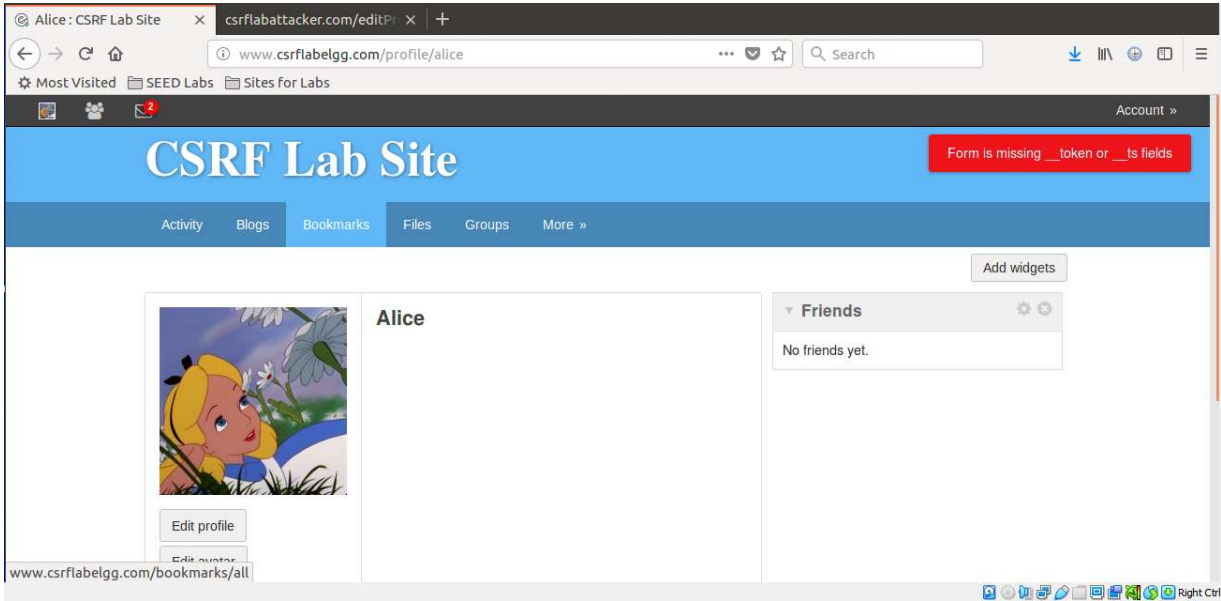 Alice : CSRF Lab Site × csrflabattacker.com/editPr × +
www.csrflabelgg.com/profile/alice ... Search
Most Visited SEED Labs Sites for Labs
2 Account »
CSRF Lab Site
Form is missing __token or __ts fields
Activity Blogs Bookmarks Files Groups More »
Add widgets
Alice
Friends
No friends yet.
Edit profile
Edit avatar
www.csrflabelgg.com/bookmarks/all
Right Ctrl